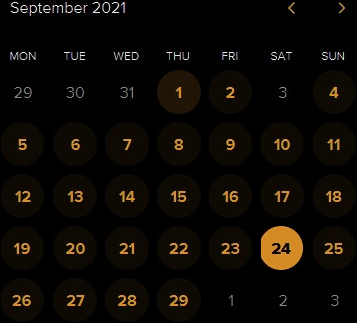 September 2021
MON TUE WED THU FRI SAT SUN
29 30 31 1 2 3 4
5 6 7 8 9 10 11
12 13 14 15 16 17 18
19 20 21 22 23 24 25
26 27 28 29 1 2 3